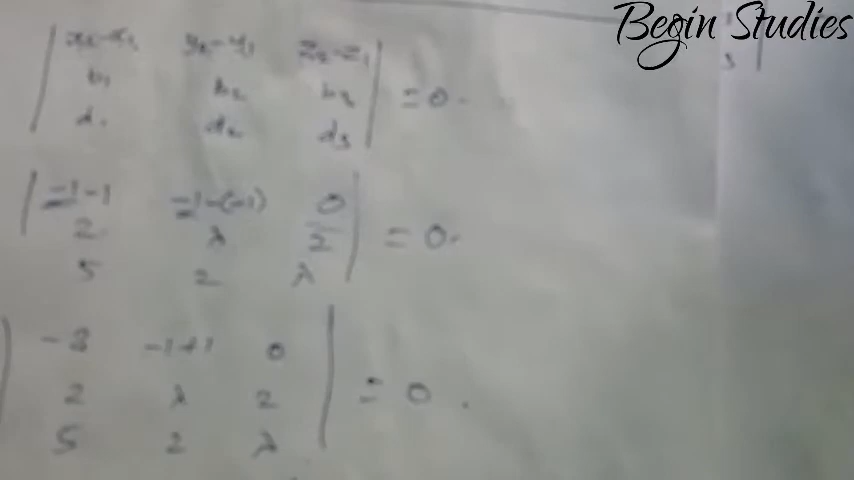 Begin Studies
| x₂-x₁ y₂-y₁ z₂-z₁ |
| b₁ b₂ b₃ | = 0.
| d₁ d₂ d₃ |
| -1-1 -1-(-1) 0 |
| 2 λ 2 | = 0.
| 5 2 λ |
| -2 -1+1 0 |
| 2 λ 2 | = 0.
| 5 2 λ |